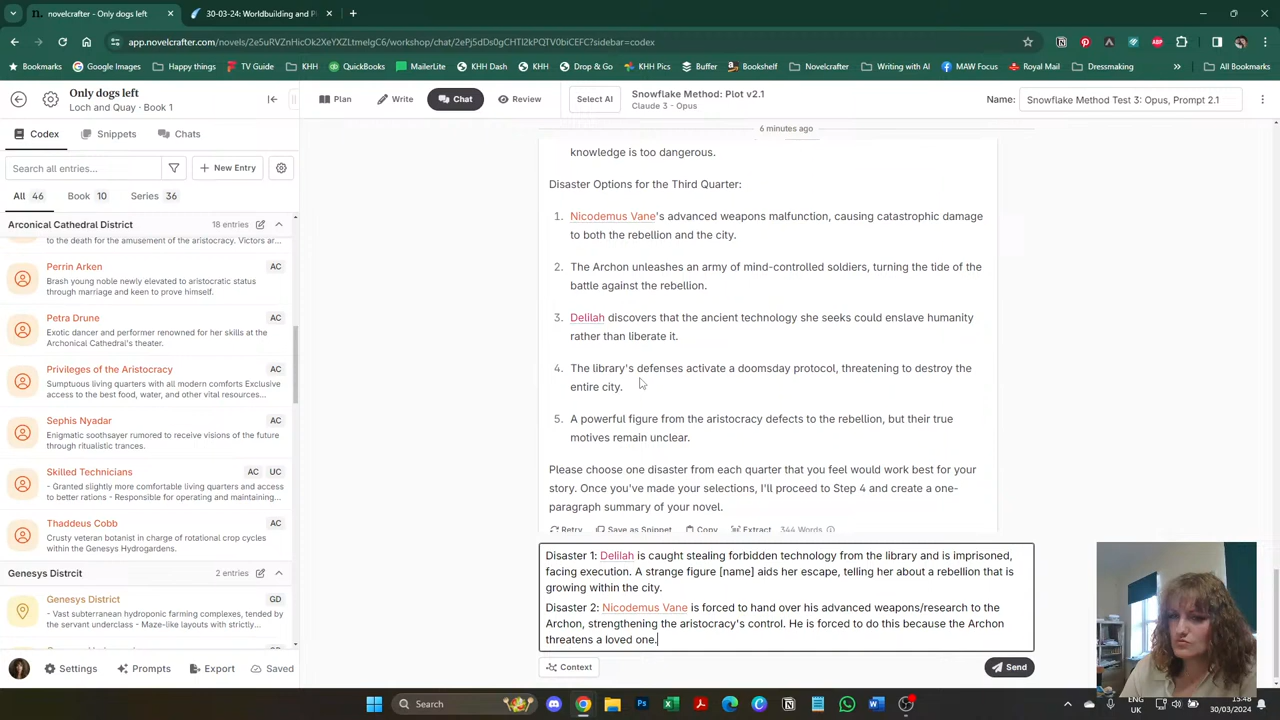 novelcrafter - Only dogs left
30-03-24: Worldbuilding and P
app.novelcrafter.com/novels/2e5uRVZnHicOk2XeYXZLtmelgC6/workshop/chat/2ePj5dDs0gCHTI2kPQTV0biCEFC?sidebar=codex
Bookmarks Google Images Happy things TV Guide KHH QuickBooks MailerLite KHH Drop & Go KHH Pics Buffer Bookshelf Novelcrafter Writing with AI MAW Focus MAW Facebook Dressmaking All Bookmarks
Only dogs left
Loch and Quay - Book 1
Plan Write Chat Review
Select AI
Snowflake Method: Plot v2.1
Claude 3 - Opus
Name: Snowflake Method Test 3: Opus, Prompt 2.1
Codex Snippets Chats
Search all entries...
New Entry
All 46 Book 10 Series 36
Arconical Cathedral District 18 entries
to the death for the amusement of the aristocracy. Victors ar...
Perrin Arken AC
Brash young noble newly elevated to aristocratic status
through marriage and keen to prove himself.
Petra Drune AC
Exotic dancer and performer renowned for her skills at the
Archonical Cathedral's theater.
Privileges of the Aristocracy AC
Sumptuous living quarters with all modern comforts Exclusive
access to the best food, water, and other vital resources...
Sephis Nyadar AC
Enigmatic soothsayer rumored to receive visions of the future
through ritualistic trances.
Skilled Technicians AC UC
- Granted slightly more comfortable living quarters and access
to better rations - Responsible for operating and maintaining...
Thaddeus Cobb AC
Crusty veteran botanist in charge of rotational crop cycles
within the Genesys Hydrogardens.
Genesys Distrcit 2 entries
Genesys District GD
- Vast subterranean hydroponic farming complexes, tended by
the servant underclass - Maze-like layouts with strictly...
Settings Prompts Export Saved
6 minutes ago
knowledge is too dangerous.
Disaster Options for the Third Quarter:
1. Nicodemus Vane's advanced weapons malfunction, causing catastrophic damage
to both the rebellion and the city.
2. The Archon unleashes an army of mind-controlled soldiers, turning the tide of the
battle against the rebellion.
3. Delilah discovers that the ancient technology she seeks could enslave humanity
rather than liberate it.
4. The library's defenses activate a doomsday protocol, threatening to destroy the
entire city.
5. A powerful figure from the aristocracy defects to the rebellion, but their true
motives remain unclear.
Please choose one disaster from each quarter that you feel would work best for your
story. Once you've made your selections, I'll proceed to Step 4 and create a one-
paragraph summary of your novel.
Retry Save as Snippet Copy Extract 344 Words
Disaster 1: Delilah is caught stealing forbidden technology from the library and is imprisoned,
facing execution. A strange figure [name] aids her escape, telling her about a rebellion that is
growing within the city.
Disaster 2: Nicodemus Vane is forced to hand over his advanced weapons/research to the
Archon, strengthening the aristocracy's control. He is forced to do this because the Archon
threatens a loved one.
Context
Send
Search
ENG
UK
15:48
30/03/2024